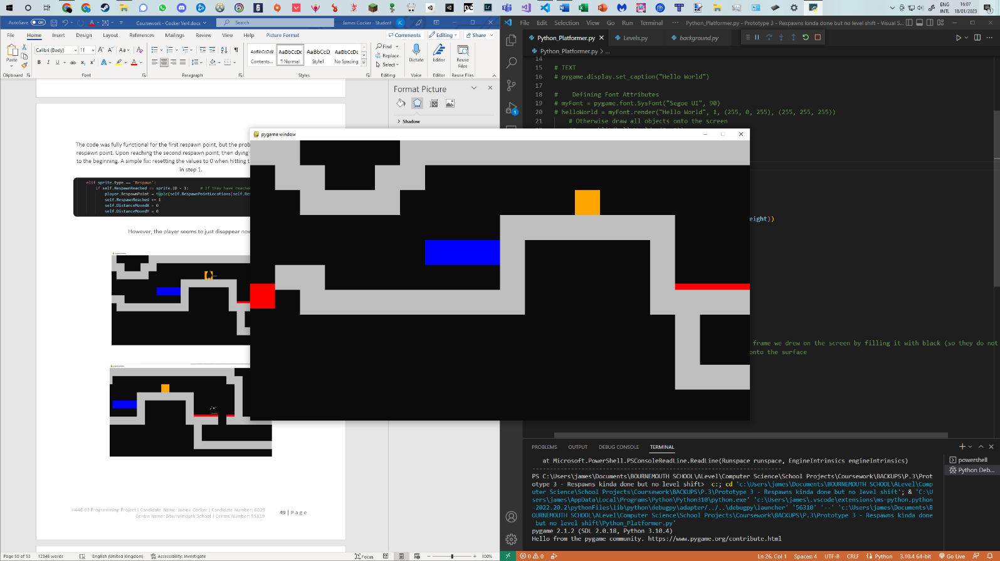 ENG
INTL
16:07
18/01/2023
AutoSave Off
Coursework - Cocker Ver4.docx
Search
James Cocker - Student
JC
File Home Insert Design Layout References Mailings Review View Help Picture Format
Comments Editing Share
Paste
Calibri (Body) 11
Clipboard Font Paragraph Styles Editing Voice Editor Reuse Files
AaBbCcDd AaBbCcDc AaBbCcD AaBbCcDc
Contents... ¶ Normal Style1 No Spacing
Find
Replace
Select
Dictate
Editor
Reuse
Files
Format Picture
Shadow
The code was fully functional for the first respawn point, but the
respawn point. Upon reaching the second respawn point, then dying
to the beginning. A simple fix: resetting the values to 0 when hitting
in step 1.
elif sprite.type == 'Respawn':
if self.RespawnReached == sprite.ID - 1: # If they have reached
player.RespawnPoint = tuple(self.RespawnPointLocations[self.Res
self.RespawnReached += 1
self.DistanceMovedX = 0
self.DistanceMovedY = 0
However, the player seems to just disappear now
H446-03 Programming Project | Candidate Name: James Cocker | Candidate Number: 6029
Centre Name: Bournemouth School | Centre Number: 55119
49 | P a g e
Page 50 of 53 12346 words English (United Kingdom) Accessibility: Investigate Focus 100%
pygame window
File Edit Selection View Go Run Terminal ···
Python_Platformer.py - Prototype 3 - Respawns kinda done but no level shift - Visual S...
Python_Platformer.py Levels.py background.py
Python_Platformer.py > ...
14
15 # TEXT
16 # pygame.display.set_caption("Hello World")
17
18 # Defining Font Attributes
19 # myFont = pygame.font.SysFont("Segoe UI", 90)
20 # helloWorld = myFont.render("Hello World", 1, (255, 0, 255), (255, 255, 255))
21 # Otherwise draw all objects onto the screen
eight))
frame we drew on the screen by filling it with black (so they do not
onto the surface
PROBLEMS OUTPUT DEBUG CONSOLE TERMINAL
powershell
Python Deb...
at Microsoft.PowerShell.PSConsoleReadLine.ReadLine(Runspace runspace, EngineIntrinsics engineIntrinsics)
PS C:\Users\james\Documents\BOURNEMOUTH SCHOOL\ALevel\Computer Science\School Projects\Coursework\BACKUPS\P.3\Prot
otype 3 - Respawns kinda done but no level shift> c:; cd 'c:\Users\james\Documents\BOURNEMOUTH SCHOOL\ALevel\Comp
uter Science\School Projects\Coursework\BACKUPS\P.3\Prototype 3 - Respawns kinda done but no level shift'; & 'C:\U
sers\james\AppData\Local\Programs\Python\Python310\python.exe' 'c:\Users\james\.vscode\extensions\ms-python.python
-2022.20.2\pythonFiles\lib\python\debugpy\adapter/../..\debugpy\launcher' '56310' '--' 'c:\Users\james\Documents\B
OURNEMOUTH SCHOOL\ALevel\Computer Science\School Projects\Coursework\BACKUPS\P.3\Prototype 3 - Respawns kinda done
but no level shift\Python_Platformer.py'
pygame 2.1.2 (SDL 2.0.18, Python 3.10.4)
Hello from the pygame community. https://www.pygame.org/contribute.html
0 0 Ln 26, Col 1 Spaces: 4 UTF-8 CRLF Python 3.10.4 64-bit Go Live